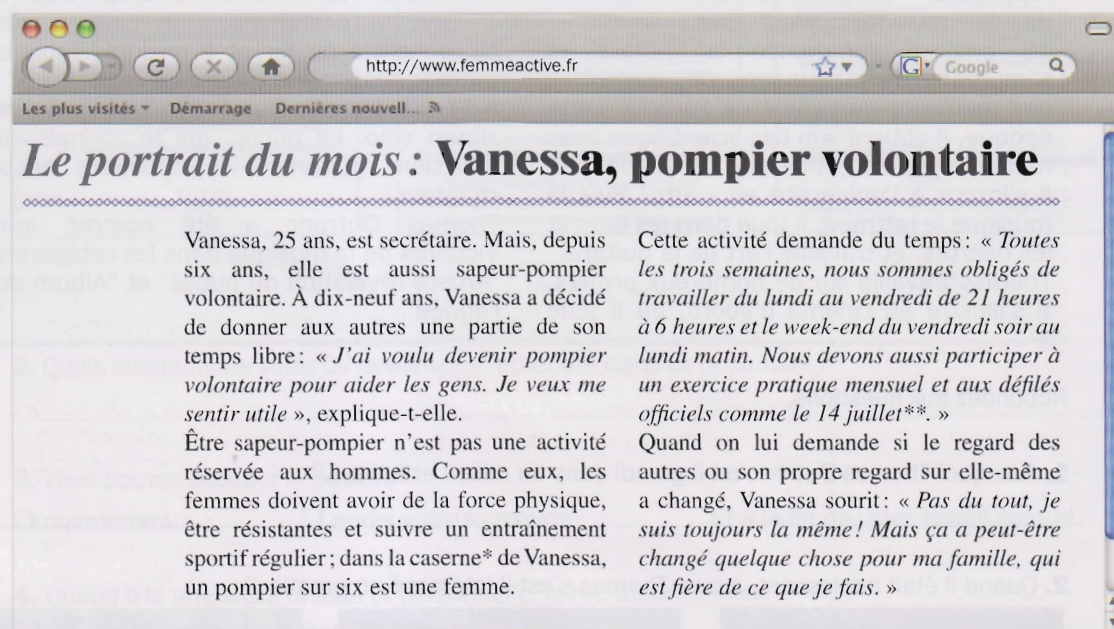 http://www.femmeactive.fr
Google
Les plus visités Démarrage Dernières nouvell...
Le portrait du mois : Vanessa, pompier volontaire
Vanessa, 25 ans, est secrétaire. Mais, depuis
six ans, elle est aussi sapeur-pompier
volontaire. À dix-neuf ans, Vanessa a décidé
de donner aux autres une partie de son
temps libre : « J'ai voulu devenir pompier
volontaire pour aider les gens. Je veux me
sentir utile », explique-t-elle.
Être sapeur-pompier n'est pas une activité
réservée aux hommes. Comme eux, les
femmes doivent avoir de la force physique,
être résistantes et suivre un entraînement
sportif régulier ; dans la caserne* de Vanessa,
un pompier sur six est une femme.
Cette activité demande du temps : « Toutes
les trois semaines, nous sommes obligés de
travailler du lundi au vendredi de 21 heures
à 6 heures et le week-end du vendredi soir au
lundi matin. Nous devons aussi participer à
un exercice pratique mensuel et aux défilés
officiels comme le 14 juillet**. »
Quand on lui demande si le regard des
autres ou son propre regard sur elle-même
a changé, Vanessa sourit : « Pas du tout, je
suis toujours la même ! Mais ça a peut-être
changé quelque chose pour ma famille, qui
est fière de ce que je fais. »